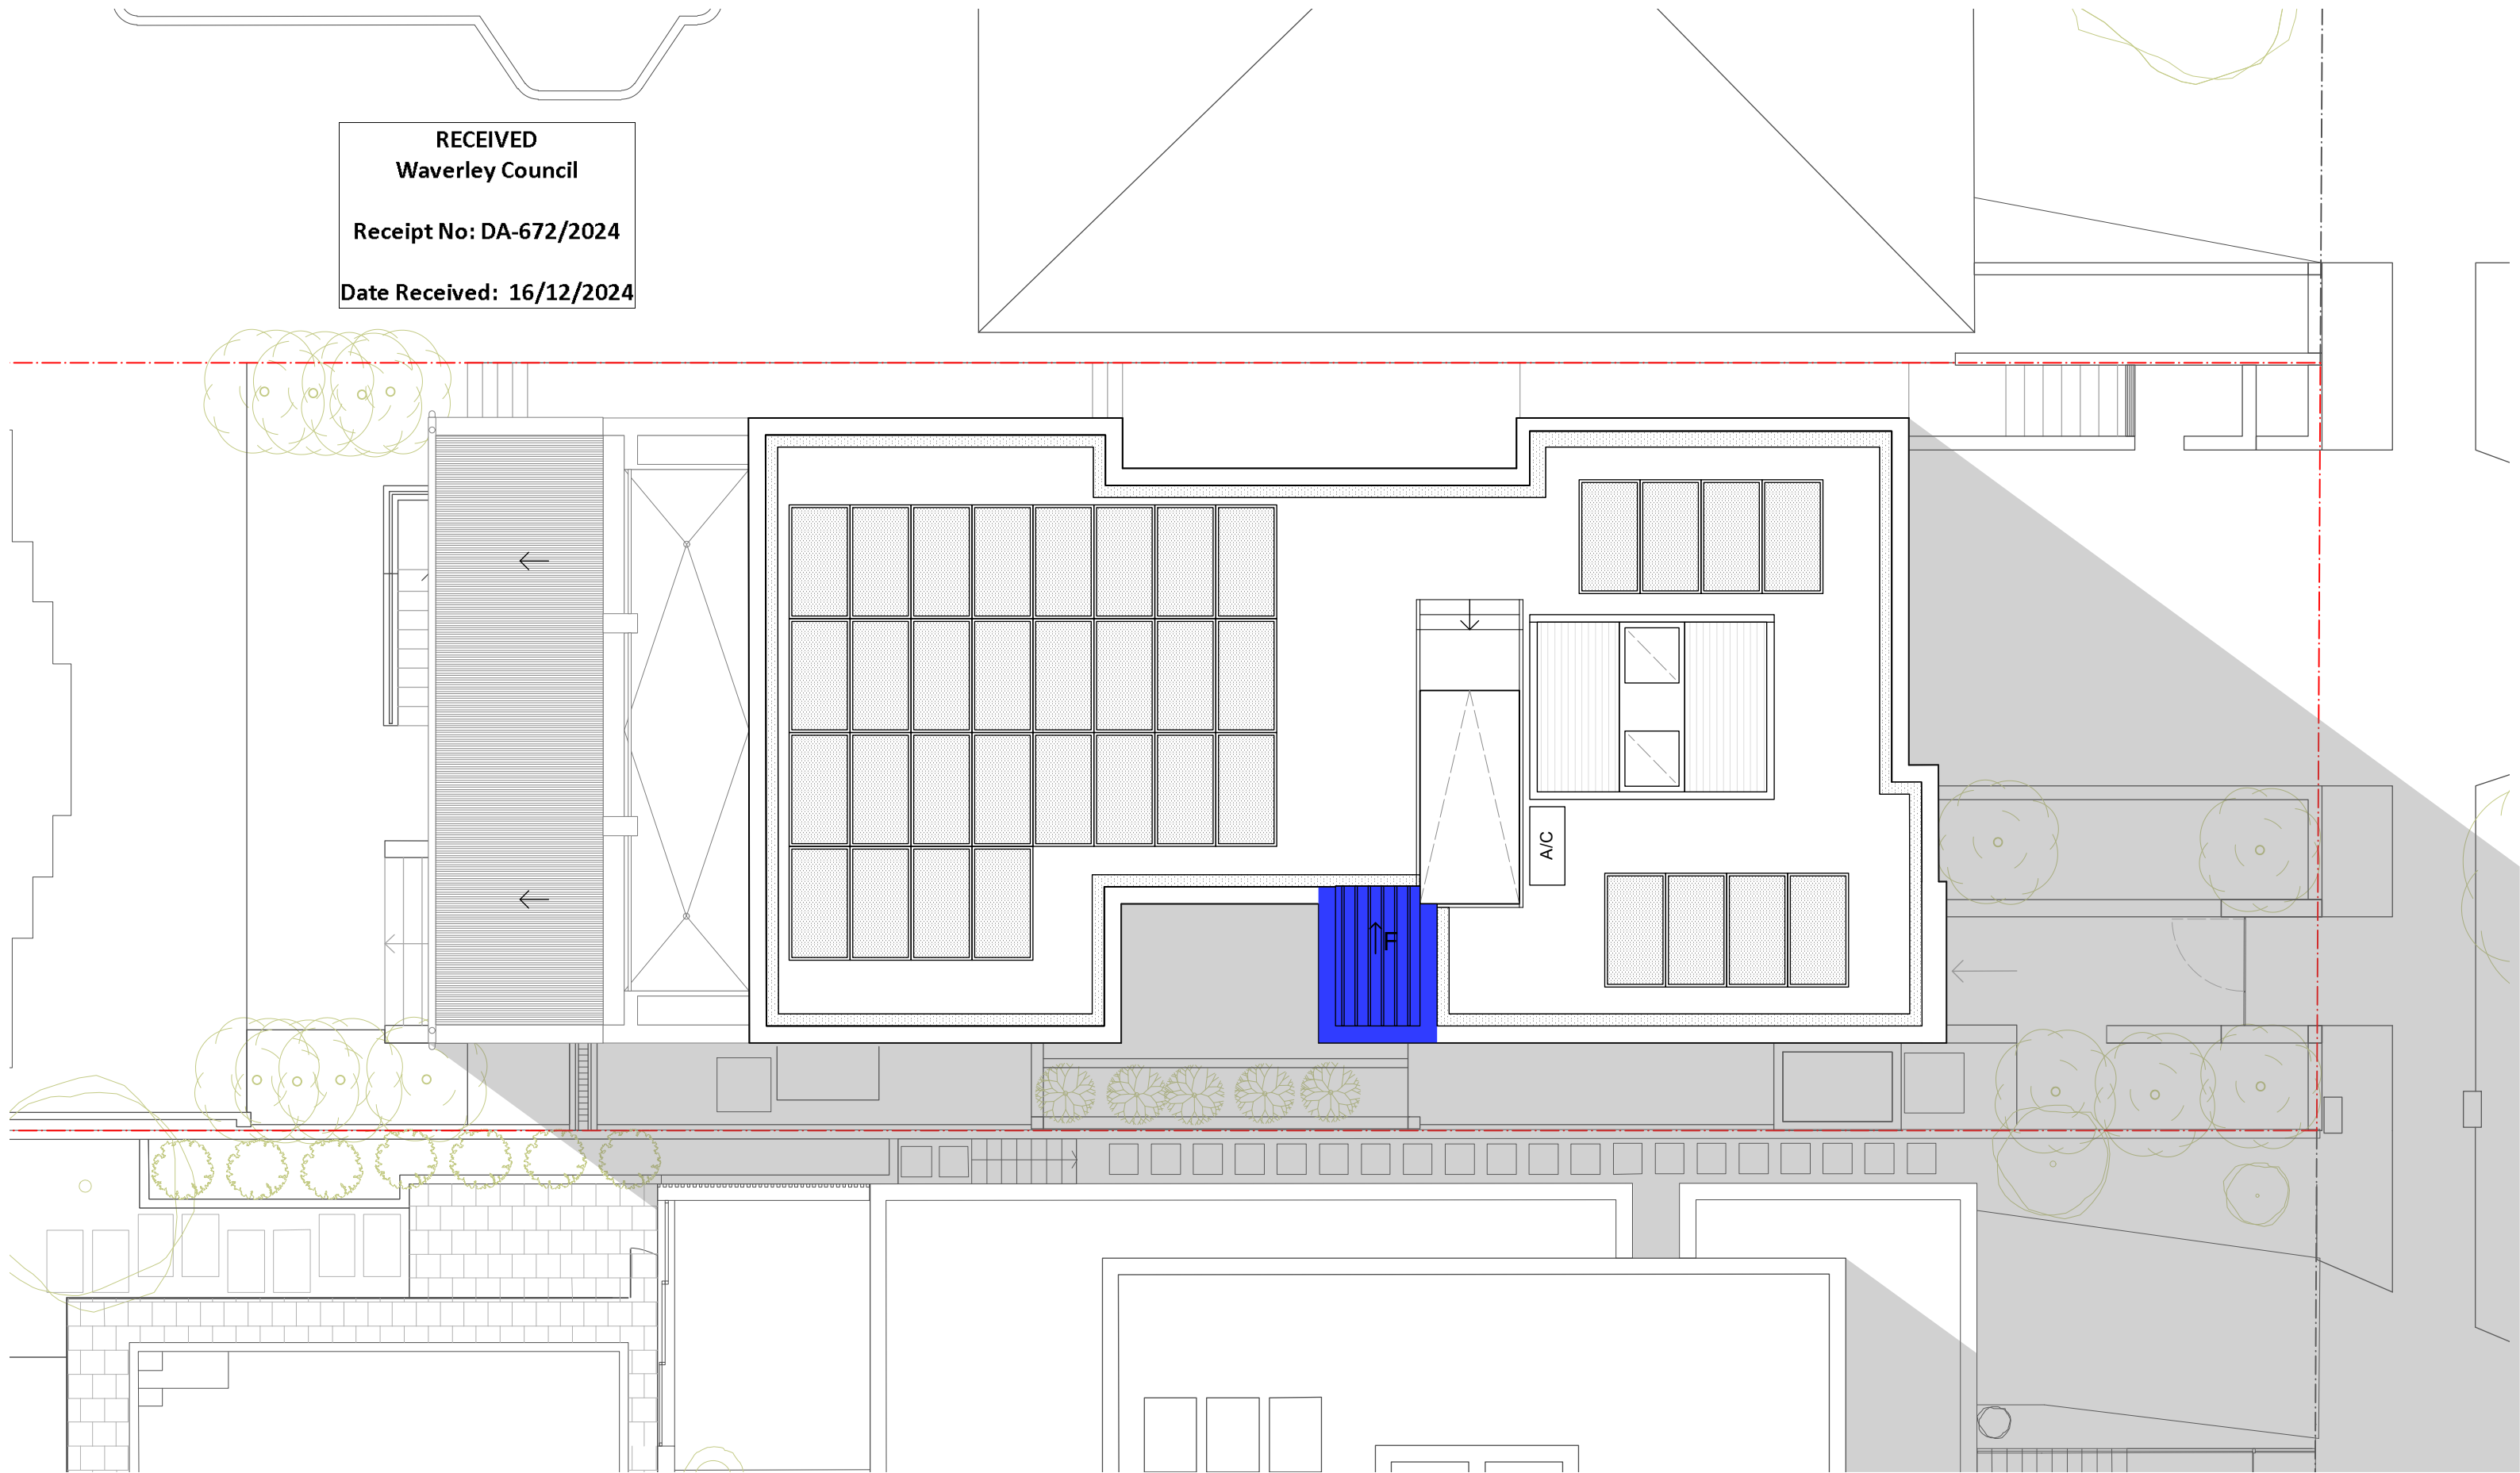 RECEIVED
Waverley Council
Receipt No: DA-672/2024
Date Received: 16/12/2024
A/C
F